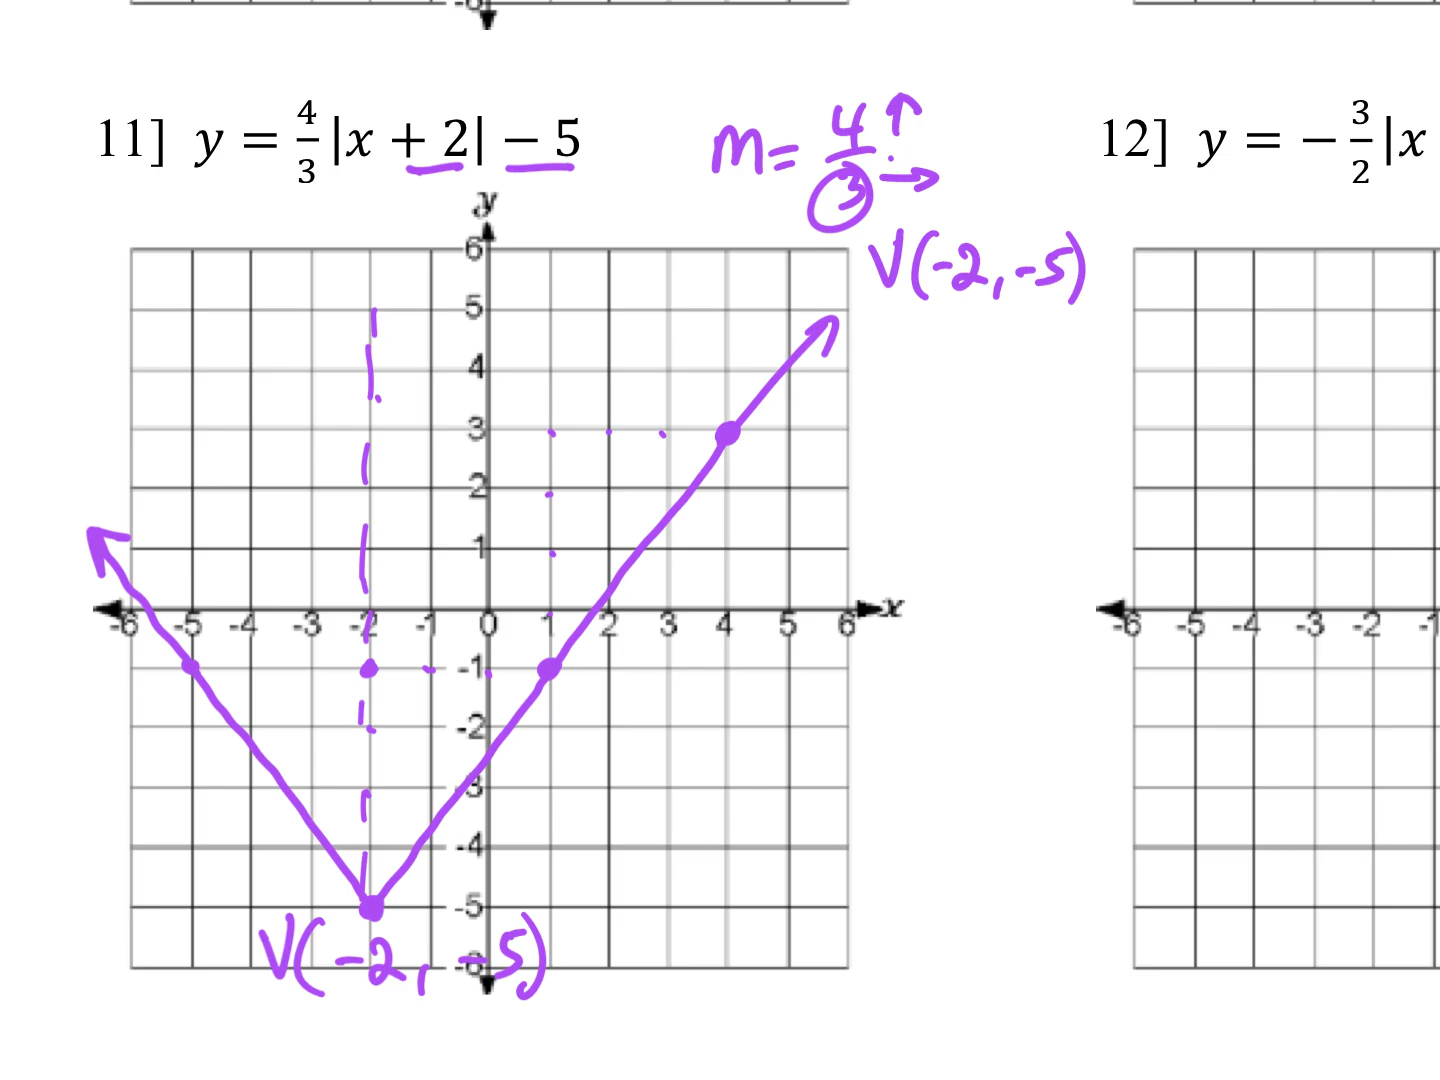 -6
11] y = 4/3 |x + 2| − 5
m = 4/3
12] y = − 3/2 |x
V(-2, -5)
y
6
5
4
3
2
1
-6 -5 -4 -3 -2 -1 0 1 2 3 4 5 6 x
-6 -5 -4 -3 -2 -1
-1
-2
-3
-4
-5
-6
V(-2, -5)